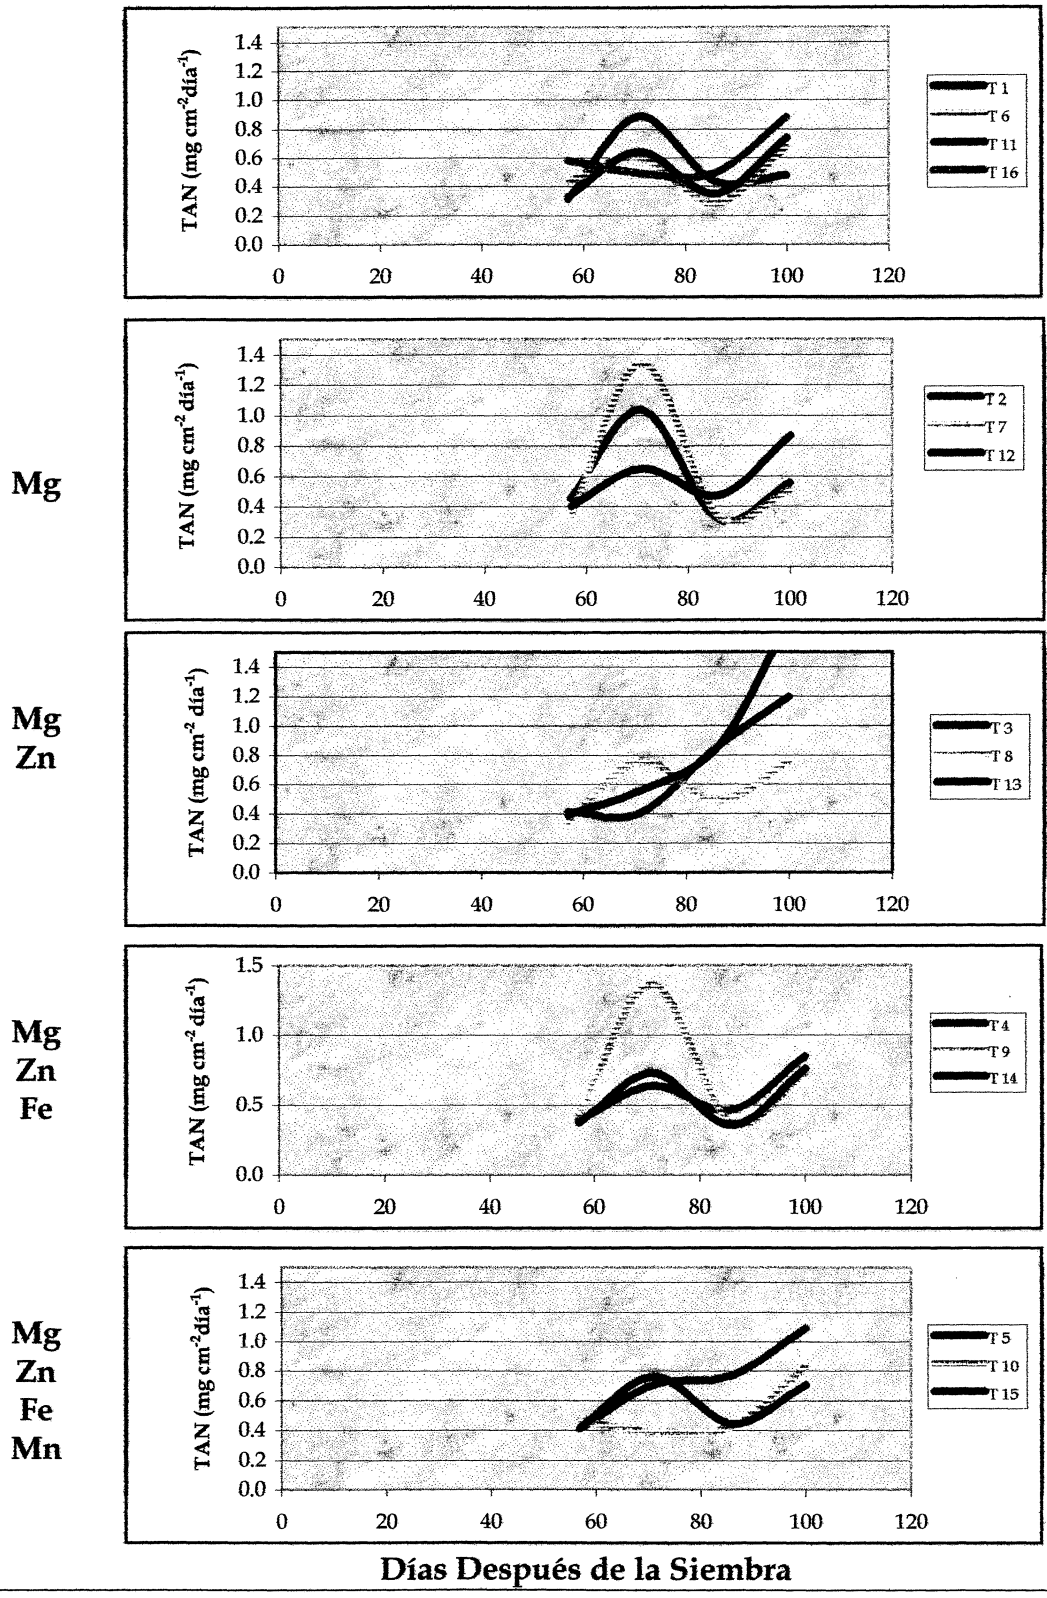 TAN (mg cm-2día-1)
1.4
1.2
1.0
0.8
0.6
0.4
0.2
0.0
0 20 40 60 80 100 120
T 1
T 6
T 11
T 16
Mg
TAN (mg cm-2 día-1)
1.4
1.2
1.0
0.8
0.6
0.4
0.2
0.0
0 20 40 60 80 100 120
T 2
T 7
T 12
Mg
Zn
TAN (mg cm-2 día-1)
1.4
1.2
1.0
0.8
0.6
0.4
0.2
0.0
0 20 40 60 80 100 120
T 3
T 8
T 13
Mg
Zn
Fe
TAN (mg cm-2 día-1)
1.5
1.0
0.5
0.0
0 20 40 60 80 100 120
T 4
T 9
T 14
Mg
Zn
Fe
Mn
TAN (mg cm-2día-1)
1.4
1.2
1.0
0.8
0.6
0.4
0.2
0.0
0 20 40 60 80 100 120
T 5
T 10
T 15
Días Después de la Siembra